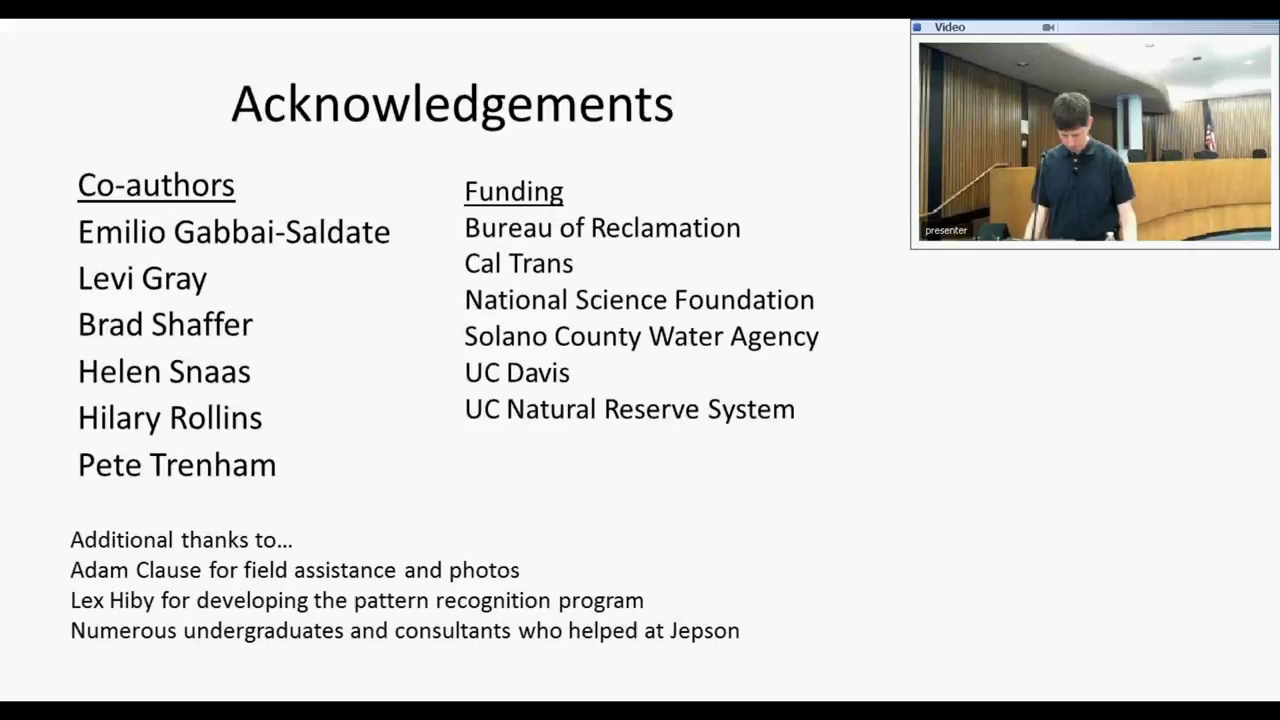 Acknowledgements
Co-authors
Emilio Gabbai-Saldate
Levi Gray
Brad Shaffer
Helen Snaas
Hilary Rollins
Pete Trenham
Funding
Bureau of Reclamation
Cal Trans
National Science Foundation
Solano County Water Agency
UC Davis
UC Natural Reserve System
Additional thanks to…
Adam Clause for field assistance and photos
Lex Hiby for developing the pattern recognition program
Numerous undergraduates and consultants who helped at Jepson
Video
presenter